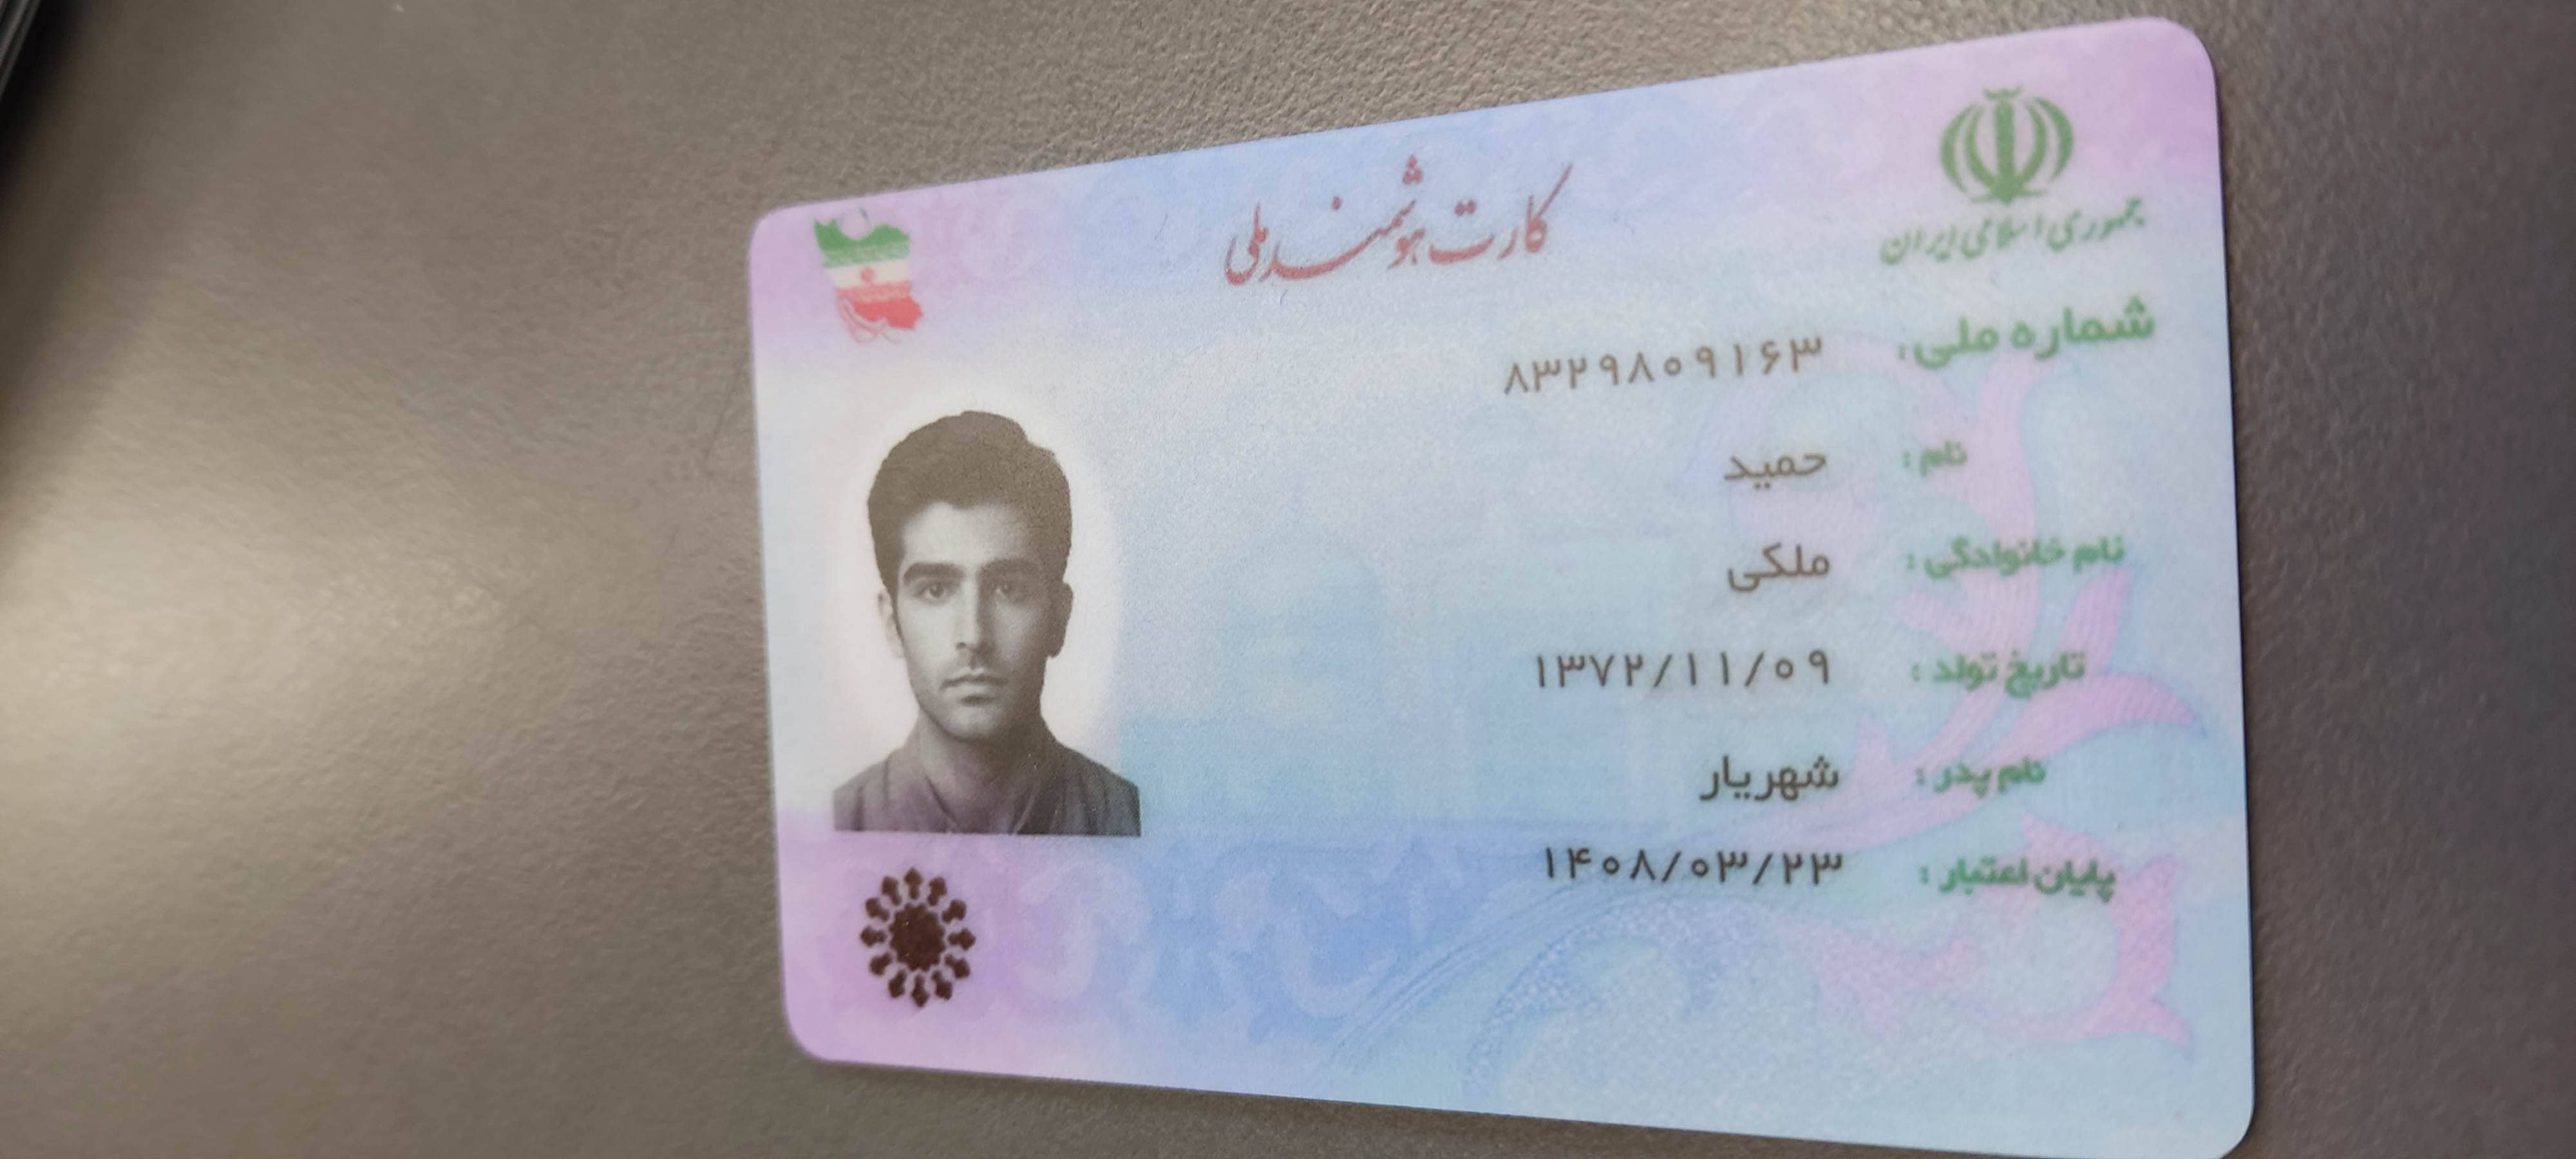 جمهوری اسلامی ایران
کارت هوشمند ملی
شماره ملی: ۸۳۲۹۸۰۹۱۶۳
نام: حمید
نام خانوادگی: ملکی
تاریخ تولد: ۱۳۷۲/۱۱/۰۹
نام پدر: شهریار
پایان اعتبار: ۱۴۰۸/۰۳/۲۳